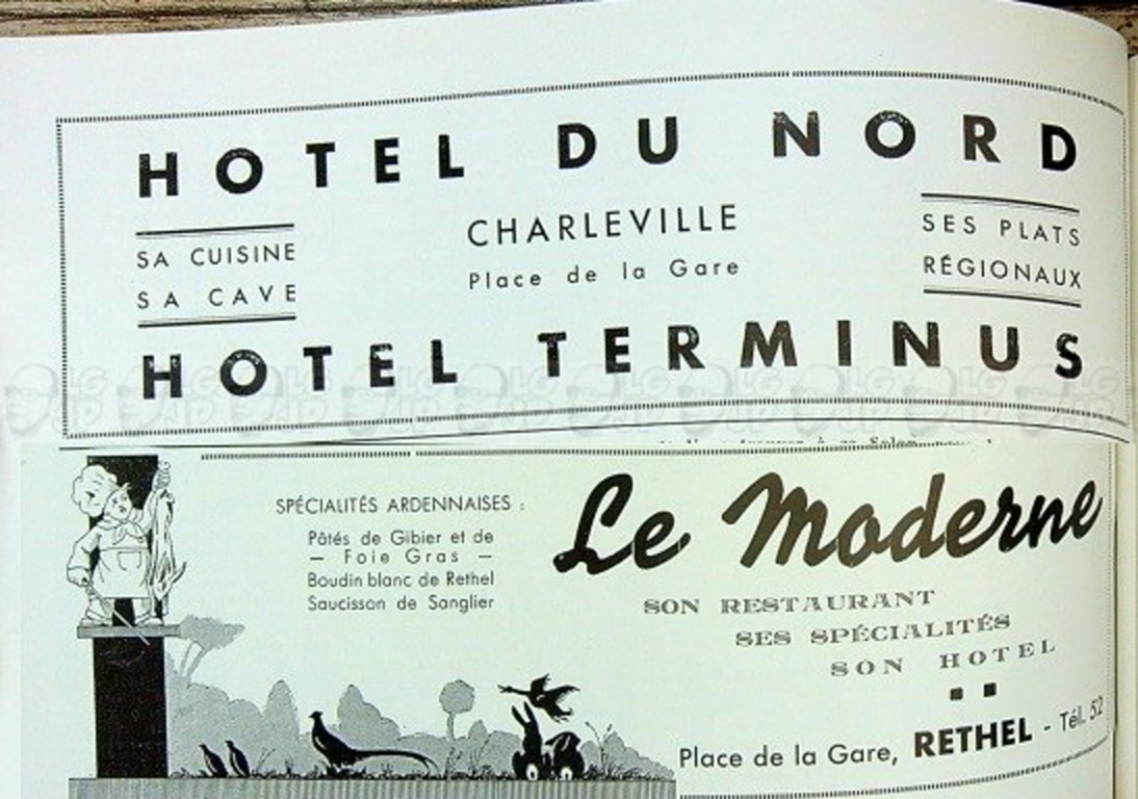 HOTEL DU NORD
SA CUISINE
SA CAVE
CHARLEVILLE
Place de la Gare
SES PLATS
RÉGIONAUX
HOTEL TERMINUS
SPÉCIALITÉS ARDENNAISES :
Pâtés de Gibier et de
— Foie Gras —
Boudin blanc de Rethel
Saucisson de Sanglier
Le Moderne
SON RESTAURANT
SES SPÉCIALITÉS
SON HOTEL
Place de la Gare, RETHEL - Tél. 52